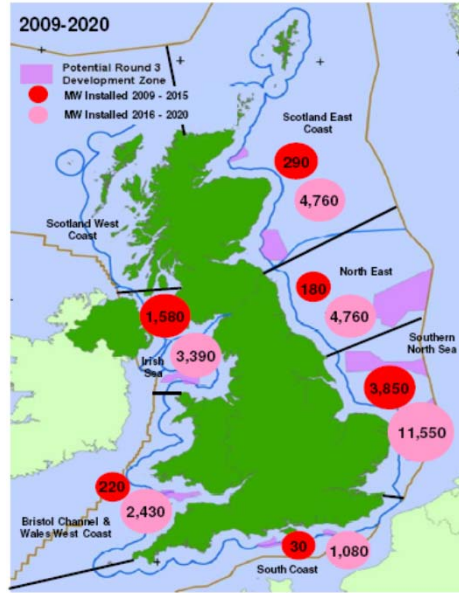 2009-2020
Potential Round 3
Development Zone
MW Installed 2009 - 2015
MW Installed 2016 - 2020
Scotland East
Coast
290
4,760
Scotland West
Coast
North East
180
4,760
1,580
Southern
North Sea
3,390
Irish
Sea
3,850
11,550
220
2,430
Bristol Channel &
Wales West Coast
30
1,080
South Coast